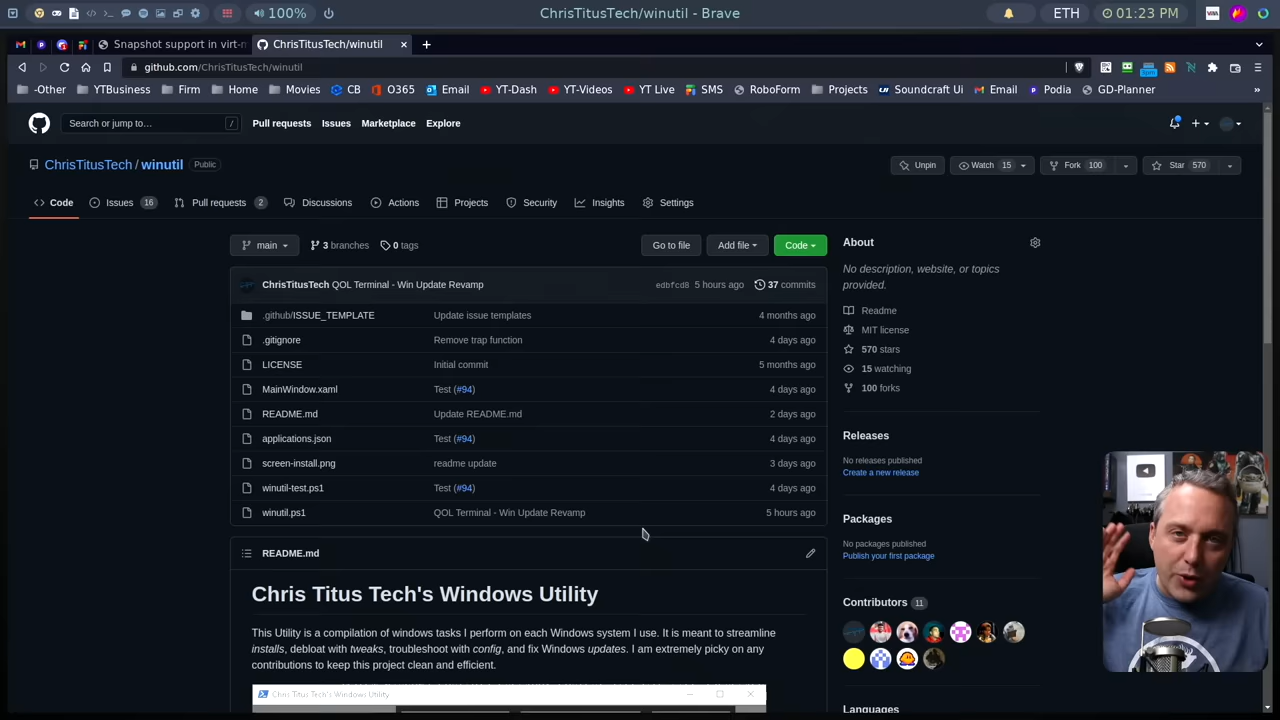 100%
ChrisTitusTech/winutil - Brave
ETH
01:23 PM
Snapshot support in virt-m
ChrisTitusTech/winutil
github.com/ChrisTitusTech/winutil
-Other
YTBusiness
Firm
Home
Movies
CB
O365
Email
YT-Dash
YT-Videos
YT Live
SMS
RoboForm
Projects
Soundcraft Ui
Email
Podia
GD-Planner
»
Search or jump to…
/
Pull requests
Issues
Marketplace
Explore
ChrisTitusTech / winutil
Public
Unpin
Watch 15
Fork 100
Star 570
Code
Issues 16
Pull requests 2
Discussions
Actions
Projects
Security
Insights
Settings
main
3 branches
0 tags
Go to file
Add file
Code
ChrisTitusTech QOL Terminal - Win Update Revamp
edbfcd8 5 hours ago
37 commits
.github/ISSUE_TEMPLATE Update issue templates 4 months ago
.gitignore Remove trap function 4 days ago
LICENSE Initial commit 5 months ago
MainWindow.xaml Test (#94) 4 days ago
README.md Update README.md 2 days ago
applications.json Test (#94) 4 days ago
screen-install.png readme update 3 days ago
winutil-test.ps1 Test (#94) 4 days ago
winutil.ps1 QOL Terminal - Win Update Revamp 5 hours ago
README.md
Chris Titus Tech's Windows Utility
This Utility is a compilation of windows tasks I perform on each Windows system I use. It is meant to streamline
installs, debloat with tweaks, troubleshoot with config, and fix Windows updates. I am extremely picky on any
contributions to keep this project clean and efficient.
Chris Titus Tech's Windows Utility
About
No description, website, or topics
provided.
Readme
MIT license
570 stars
15 watching
100 forks
Releases
No releases published
Create a new release
Packages
No packages published
Publish your first package
Contributors 11
Languages